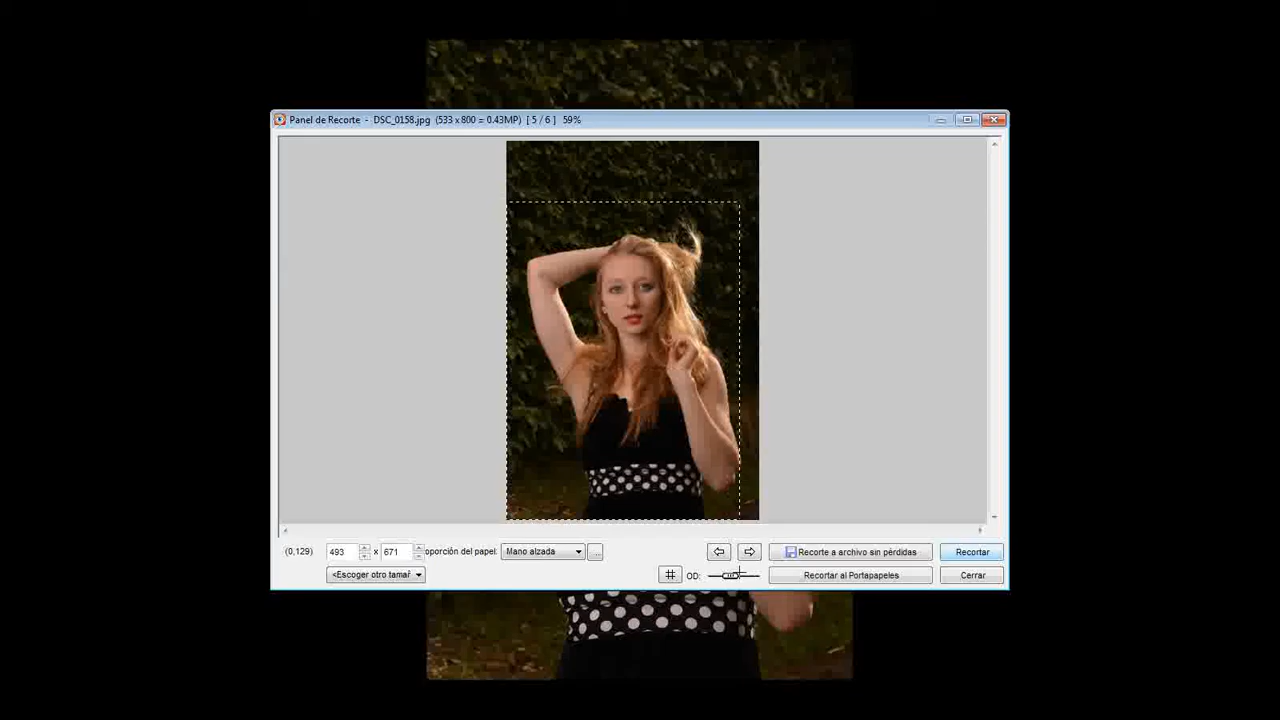 Panel de Recorte - DSC_0158.jpg (533 x 800 = 0.43MP) [ 5 / 6 ] 59%
(0,129) 493 x 671 oporción del papel: Mano alzada ... Recorte a archivo sin pérdidas Recortar
<Escoger otro tamañ OD: Recortar al Portapapeles Cerrar